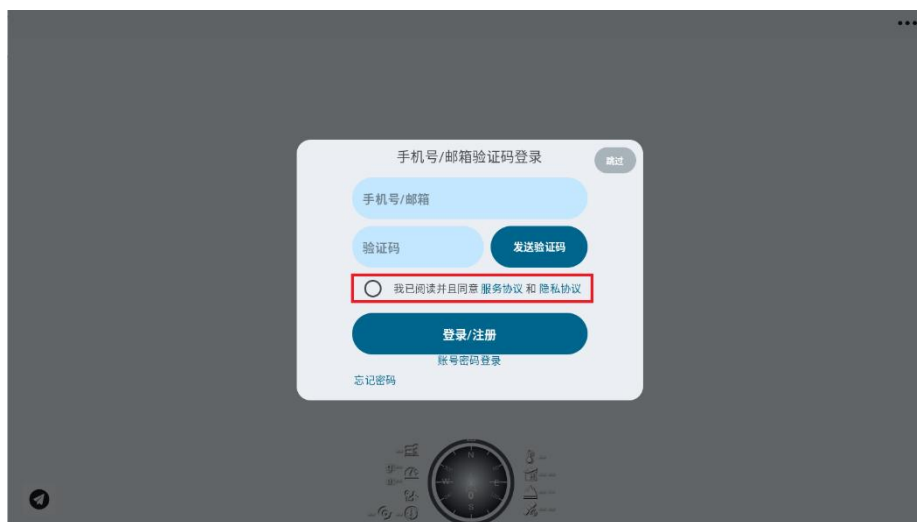 手机号/邮箱验证码登录
跳过
手机号/邮箱
验证码
发送验证码
我已阅读并且同意 服务协议 和 隐私协议
登录/注册
账号密码登录
忘记密码
N
W
E
0
S